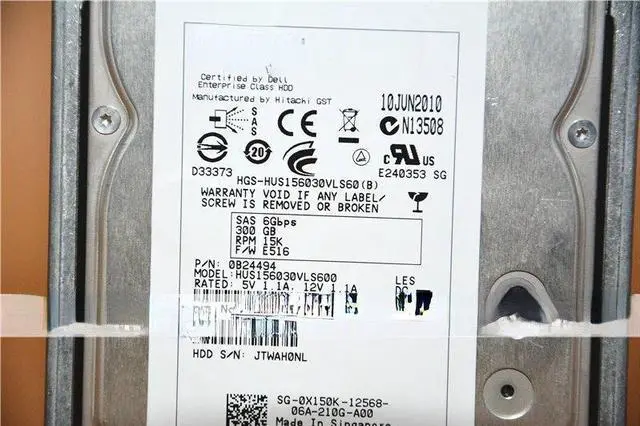 Certified by Dell
Enterprise Class HDD
Manufactured by Hitachi GST
10JUN2010
SAS
CE
N13508
D33373
20
c RU US
E240353 SG
HGS-HUS156030VLS60(B)
WARRANTY VOID IF ANY LABEL/
SCREW IS REMOVED OR BROKEN
SAS 6Gbps
300 GB
RPM 15K
F/W E516
P/N: 0B24494
MODEL:HUS156030VLS600
RATED: 5V 1.1A, 12V 1.1A
LES
HDD S/N: JTWAH0NL
SG-0X150K-12568-
06A-210G-A00
Made In Singapore